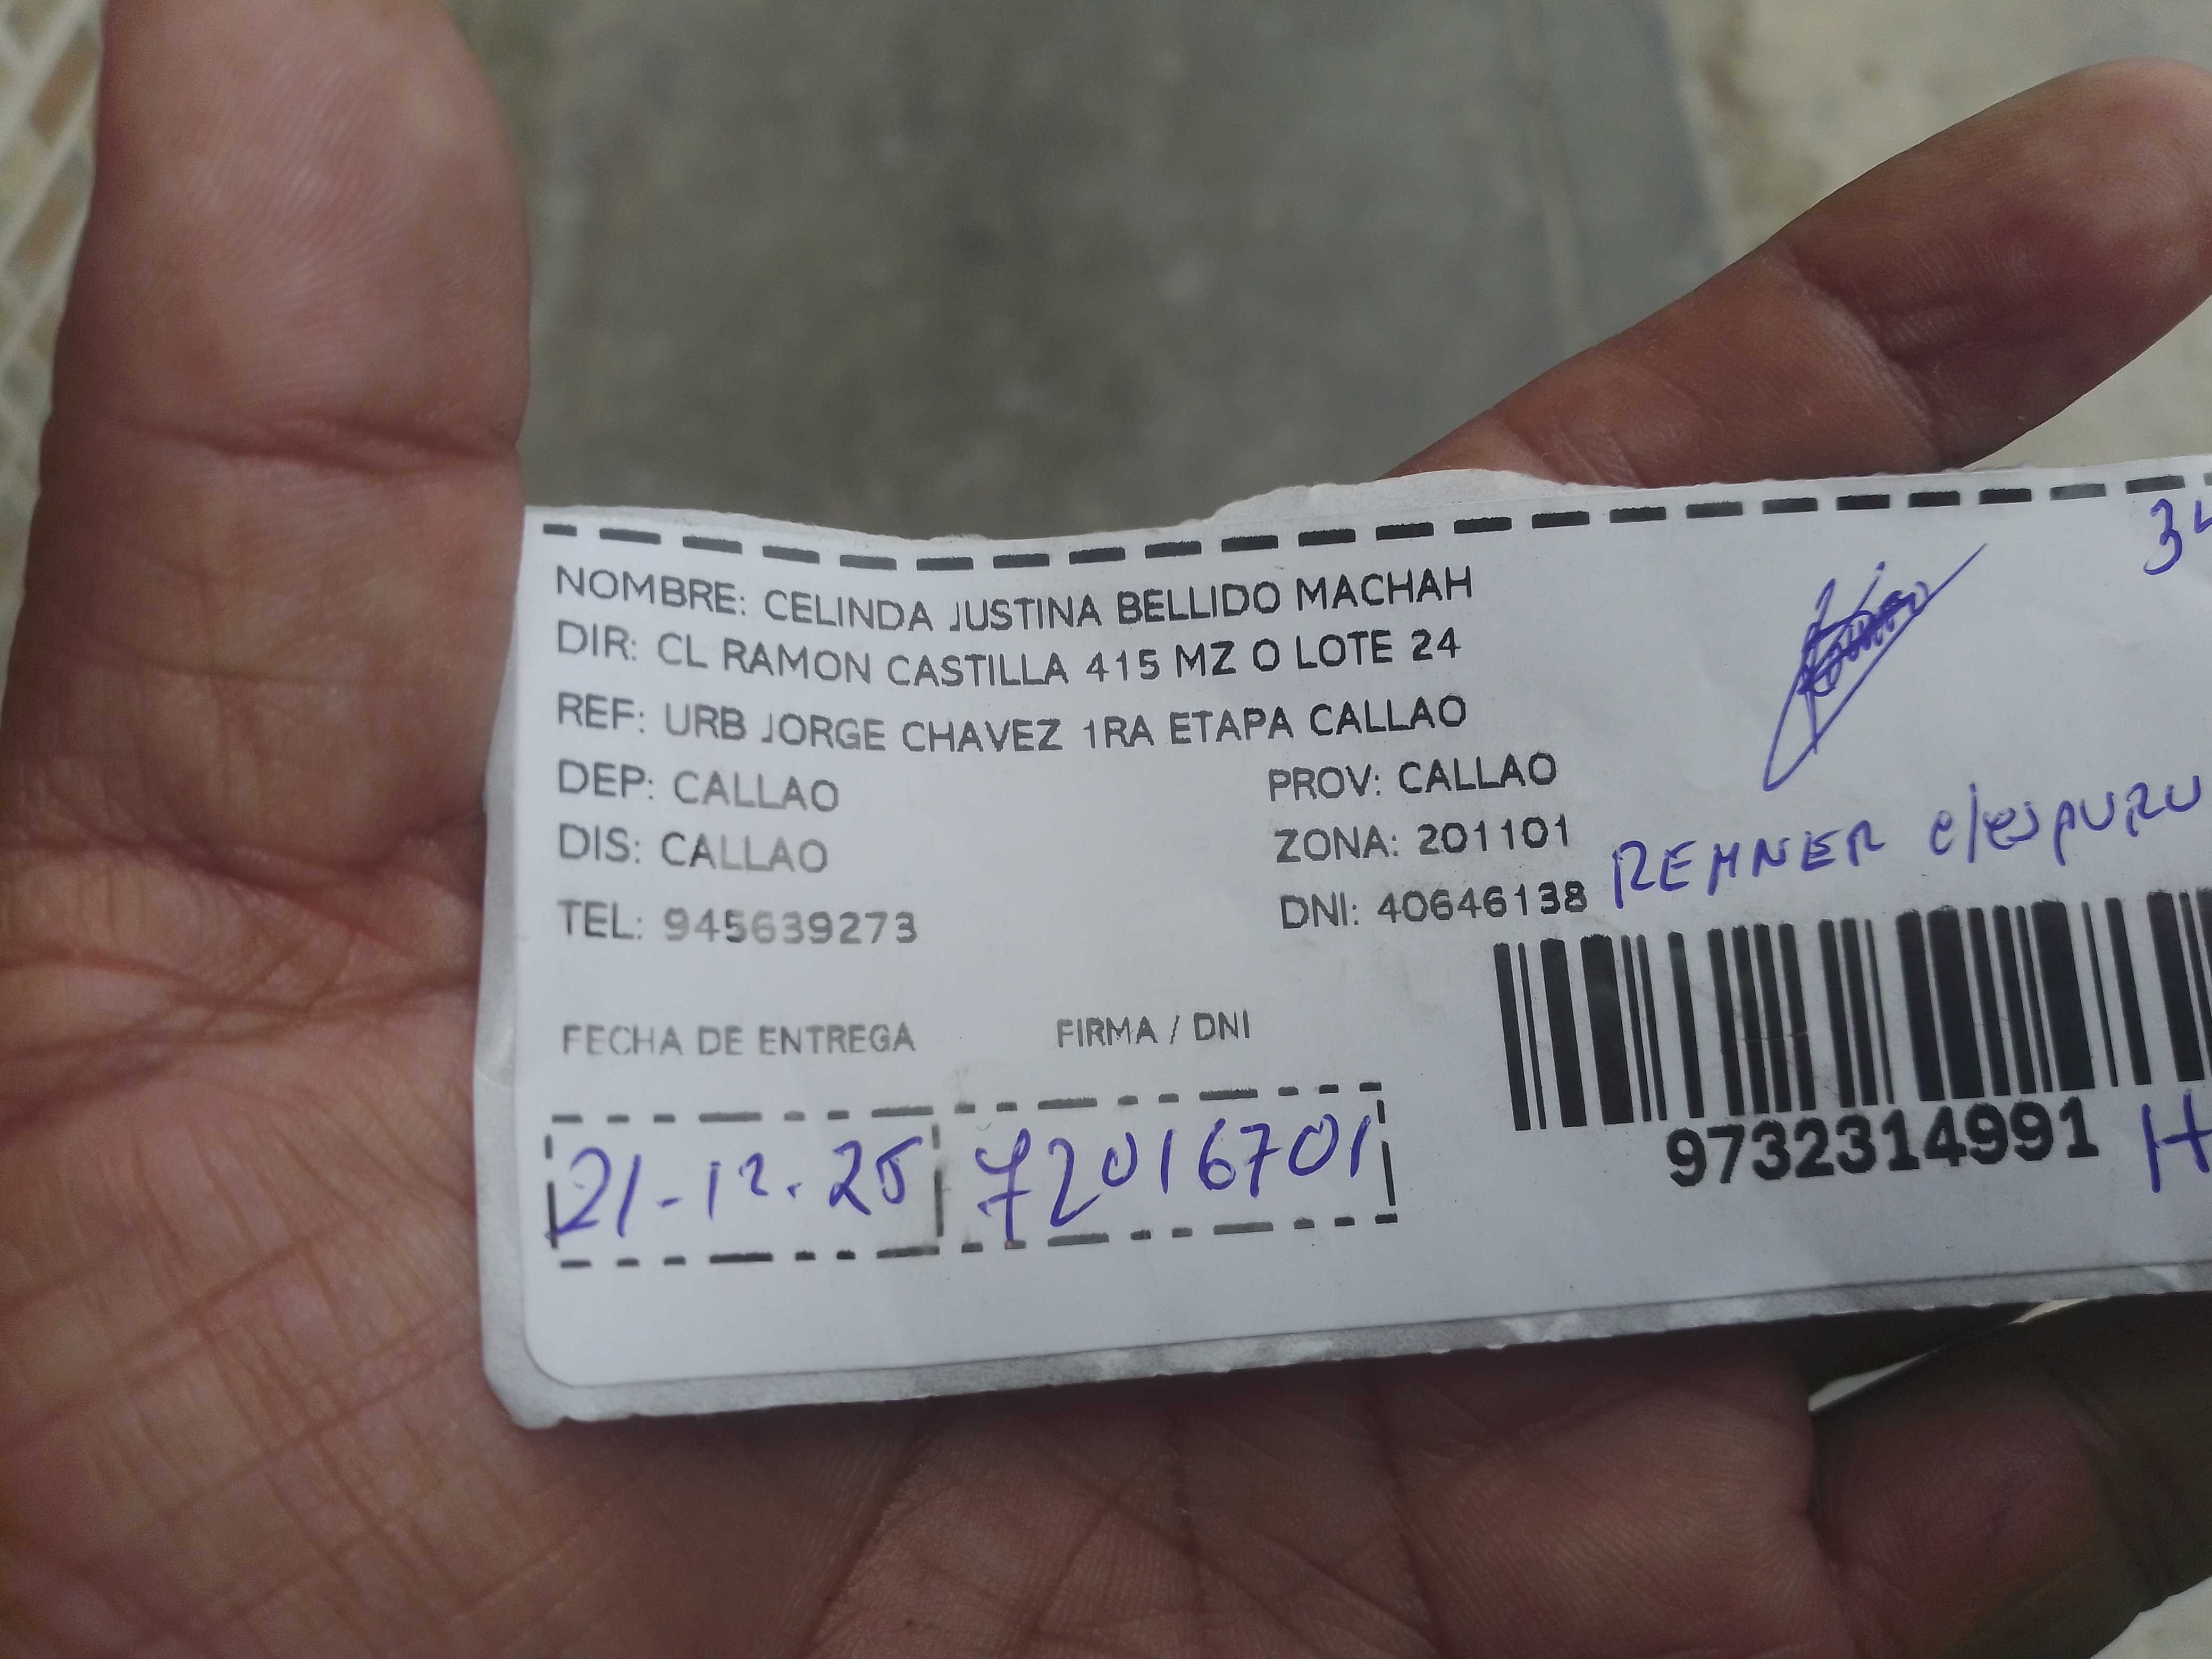 34
NOMBRE: CELINDA JUSTINA BELLIDO MACHAH
DIR: CL RAMON CASTILLA 415 MZ O LOTE 24
REF: URB JORGE CHAVEZ 1RA ETAPA CALLAO
DEP: CALLAO PROV: CALLAO
DIS: CALLAO ZONA: 201101
TEL: 945639273 DNI: 40646138
REMNER
FECHA DE ENTREGA FIRMA / DNI
21-12-25 72016701
9732314991 H